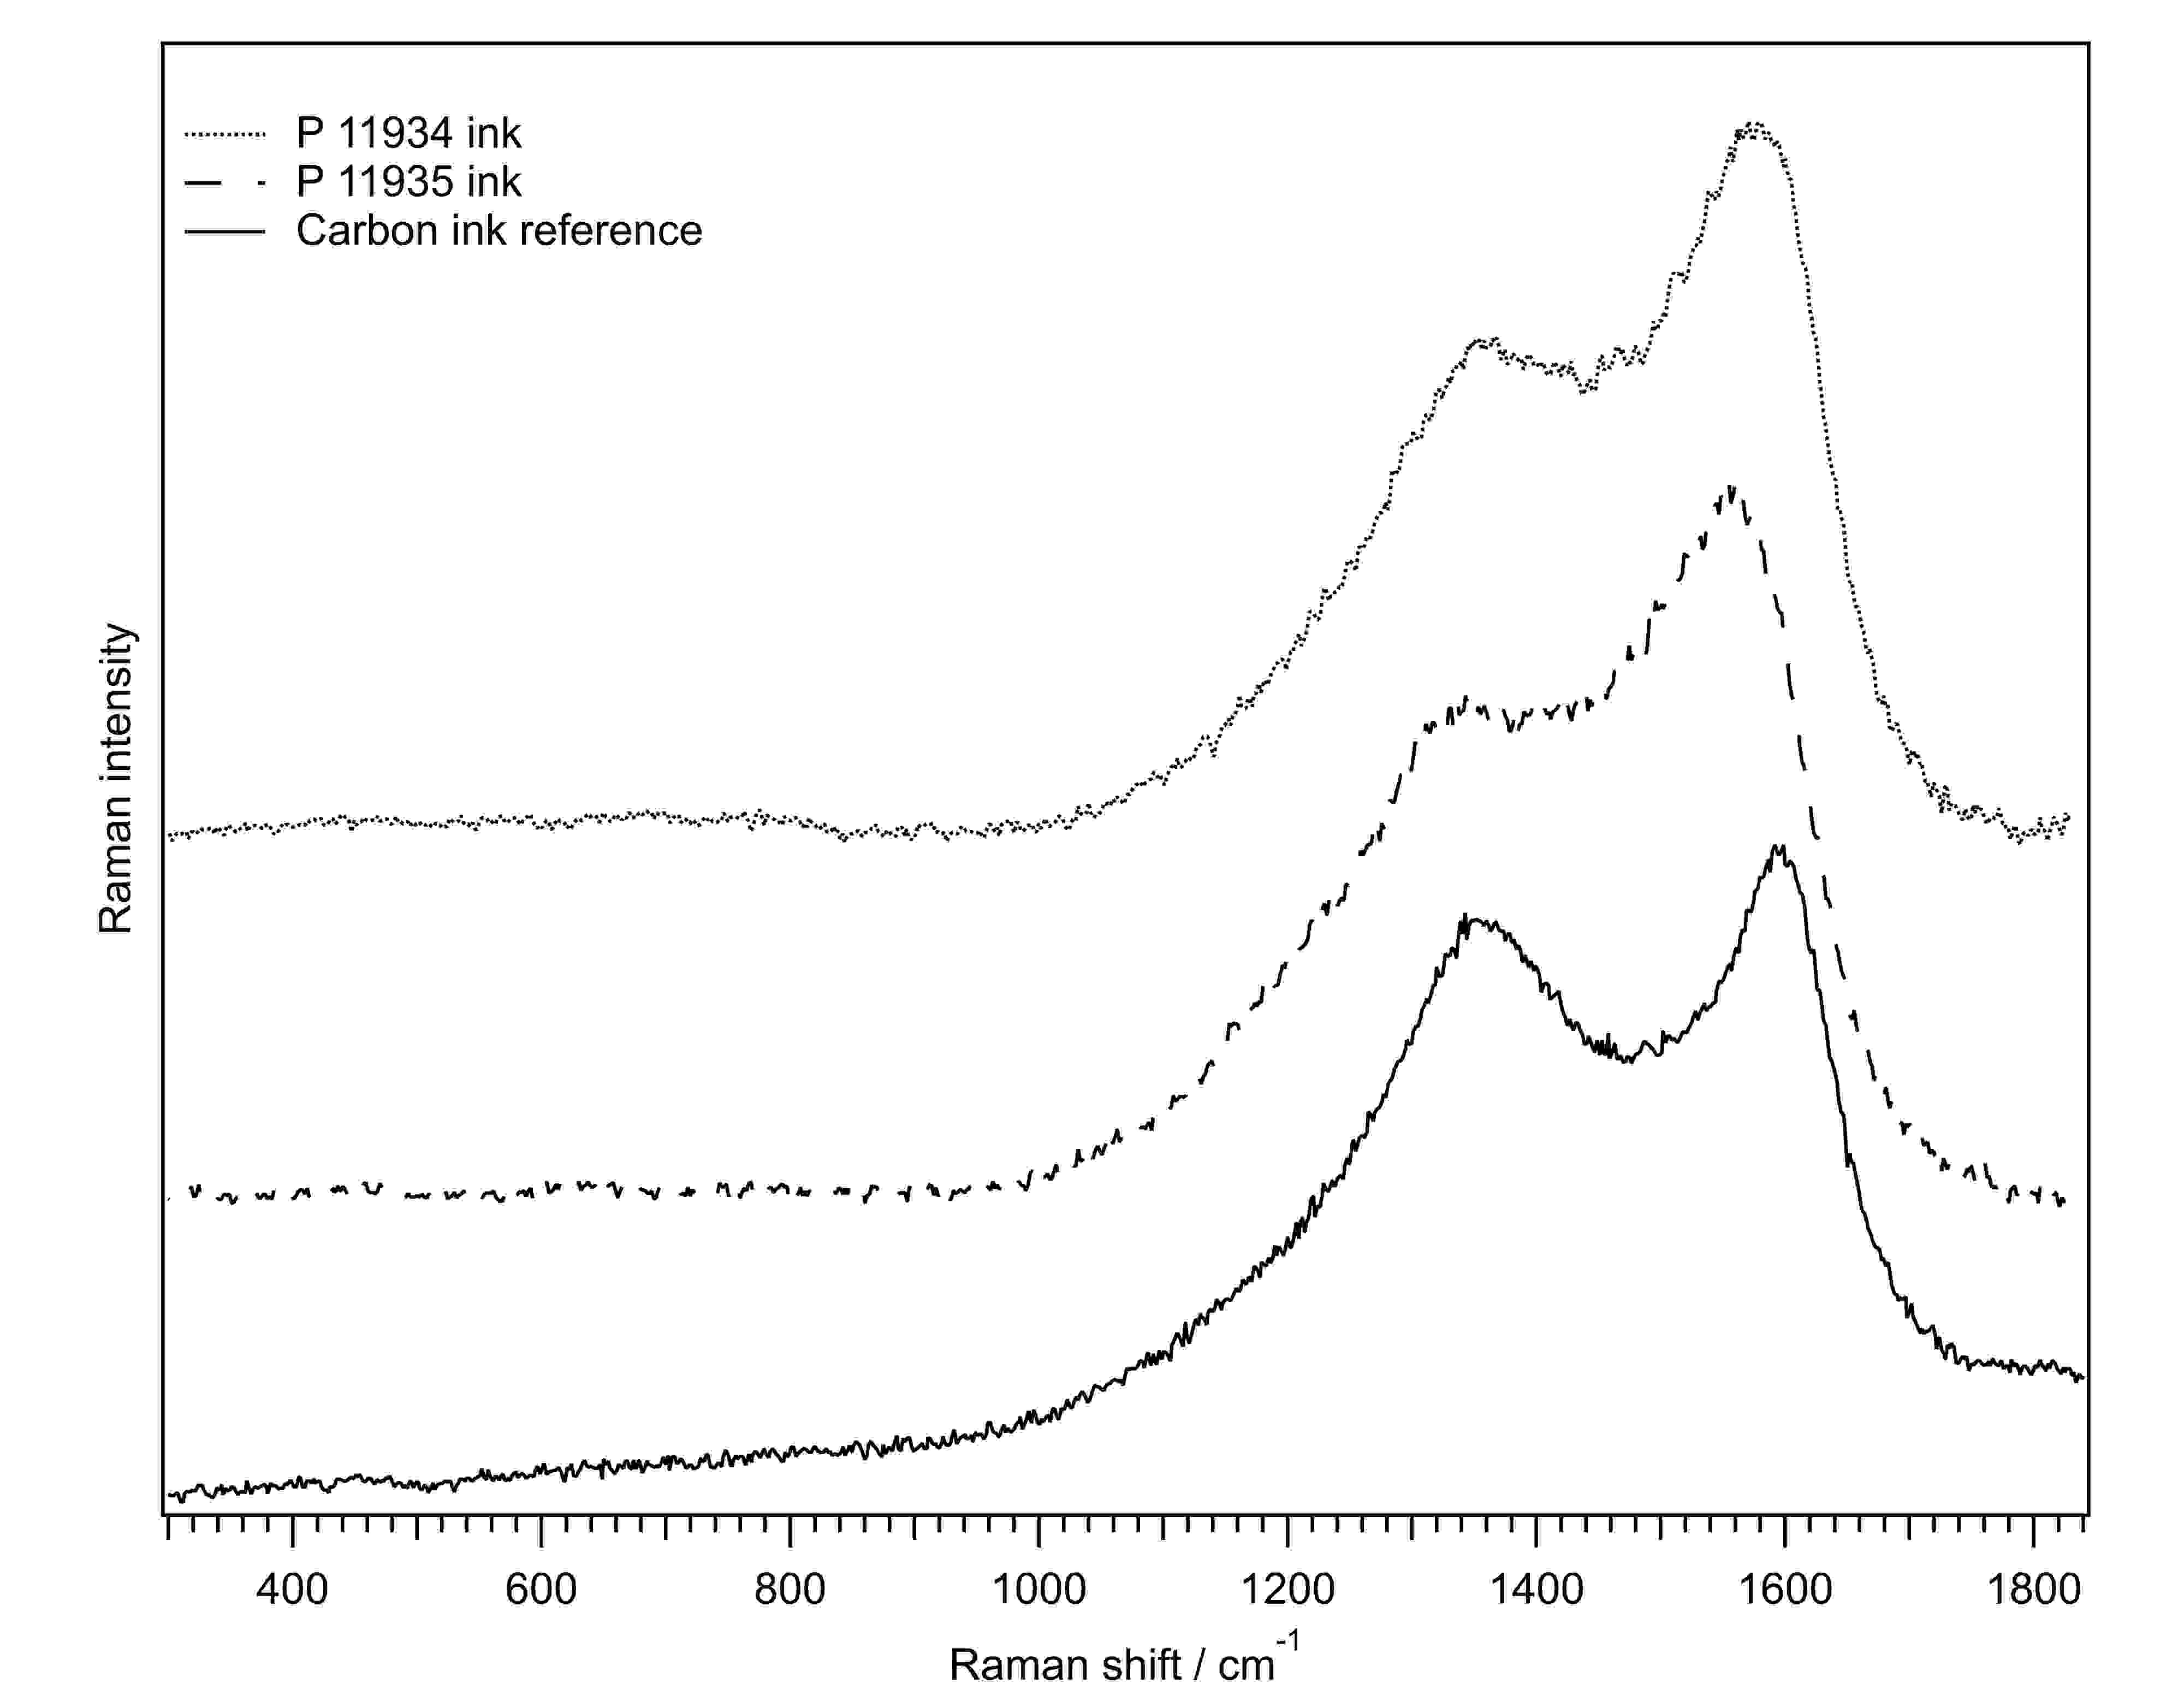 P 11934 ink
P 11935 ink
Carbon ink reference
Raman intensity
400 600 800 1000 1200 1400 1600 1800
Raman shift / cm-1